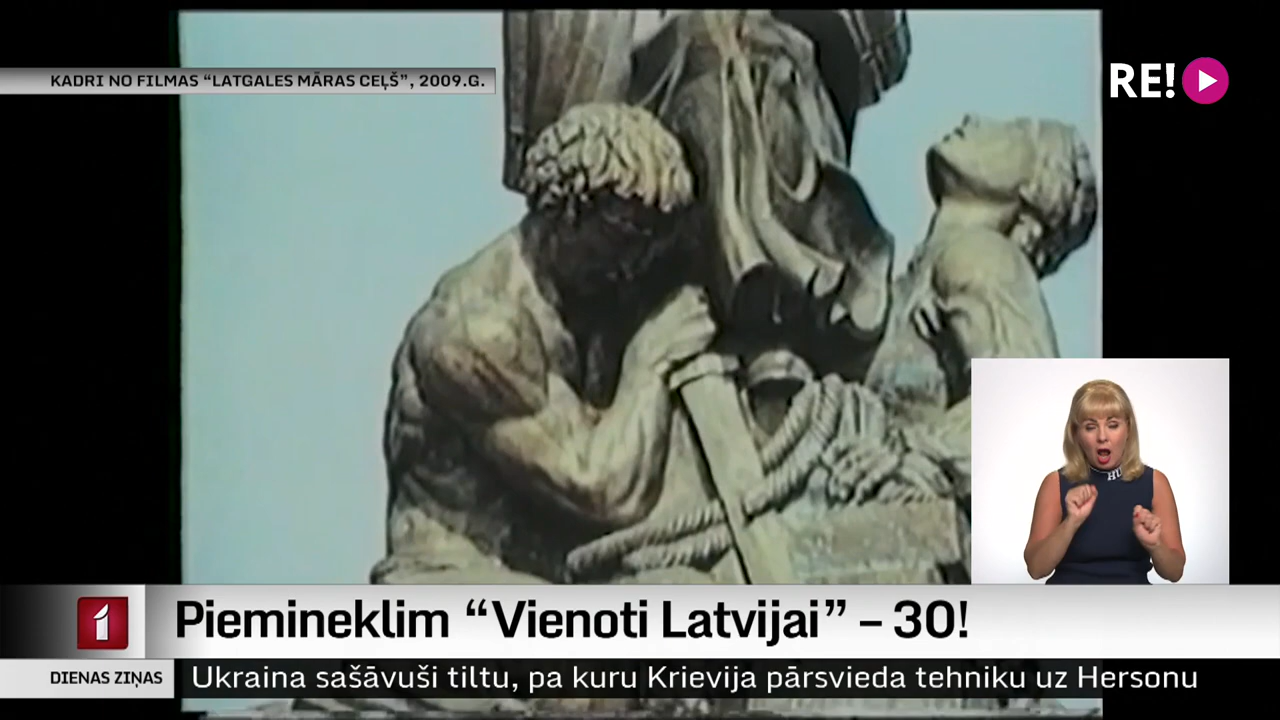 KADRI NO FILMAS “LATGALES MĀRAS CEĻŠ”, 2009.G.
RE!
HU
1
Piemineklim “Vienoti Latvijai” – 30!
DIENAS ZIŅAS
Ukraina sašāvuši tiltu, pa kuru Krievija pārsvieda tehniku uz Hersonu